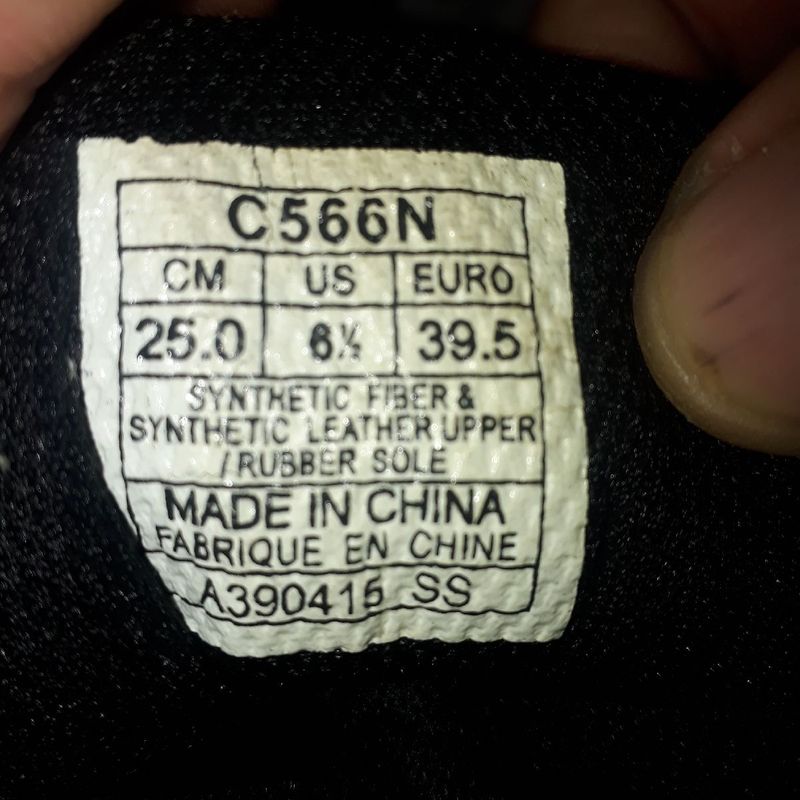 C566N
CM US EURO
25.0 6½ 39.5
SYNTHETIC FIBER &
SYNTHETIC LEATHER UPPER
/RUBBER SOLE
MADE IN CHINA
FABRIQUE EN CHINE
A390415 SS